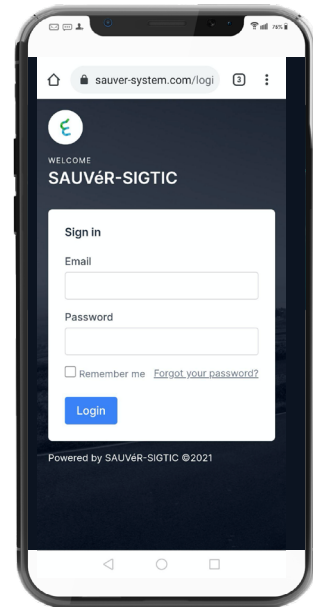 76%
sauver-system.com/logi
3
WELCOME
SAUVéR-SIGTIC
Sign in
Email
Password
Remember me Forgot your password?
Login
Powered by SAUVéR-SIGTIC ©2021